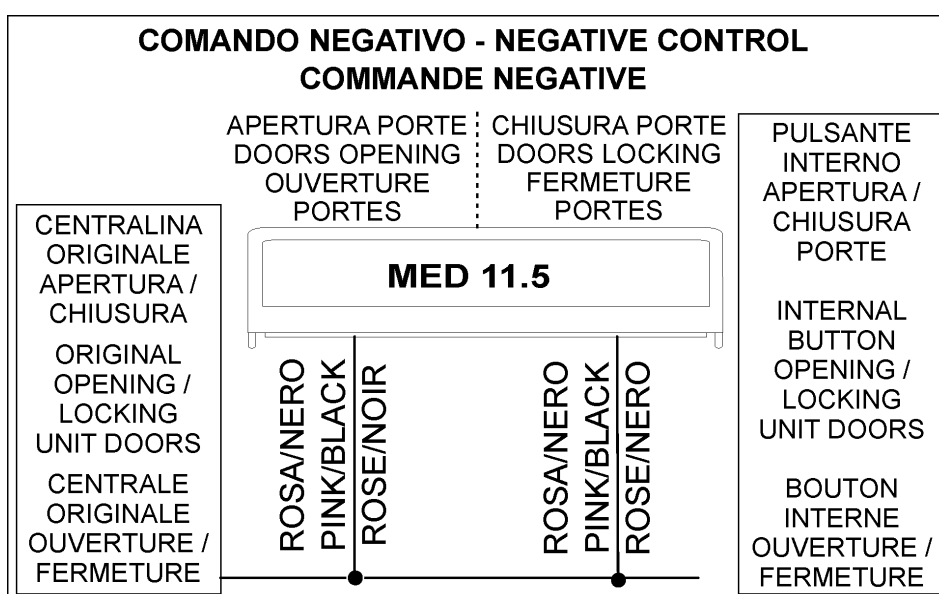 COMANDO NEGATIVO - NEGATIVE CONTROL
COMMANDE NEGATIVE
APERTURA PORTE
DOORS OPENING
OUVERTURE
PORTES
CHIUSURA PORTE
DOORS LOCKING
FERMETURE
PORTES
CENTRALINA
ORIGINALE
APERTURA /
CHIUSURA
ORIGINAL
OPENING /
LOCKING
UNIT DOORS
CENTRALE
ORIGINALE
OUVERTURE /
FERMETURE
MED 11.5
ROSA/NERO
PINK/BLACK
ROSE/NOIR
ROSA/NERO
PINK/BLACK
ROSE/NERO
PULSANTE
INTERNO
APERTURA /
CHIUSURA
PORTE
INTERNAL
BUTTON
OPENING /
LOCKING
UNIT DOORS
BOUTON
INTERNE
OUVERTURE /
FERMETURE